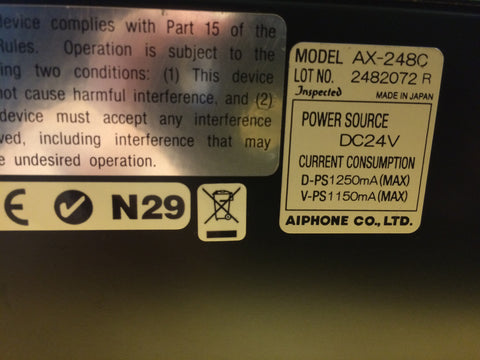 device complies with Part 15 of the
Rules. Operation is subject to the
ing two conditions: (1) This device
not cause harmful interference, and (2)
device must accept any interference
ved, including interference that may
e undesired operation.
CE N29
MODEL AX-248C
LOT NO. 2482072 R
Inspected MADE IN JAPAN
POWER SOURCE
DC24V
CURRENT CONSUMPTION
D-PS1250mA(MAX)
V-PS1150mA(MAX)
AIPHONE CO., LTD.